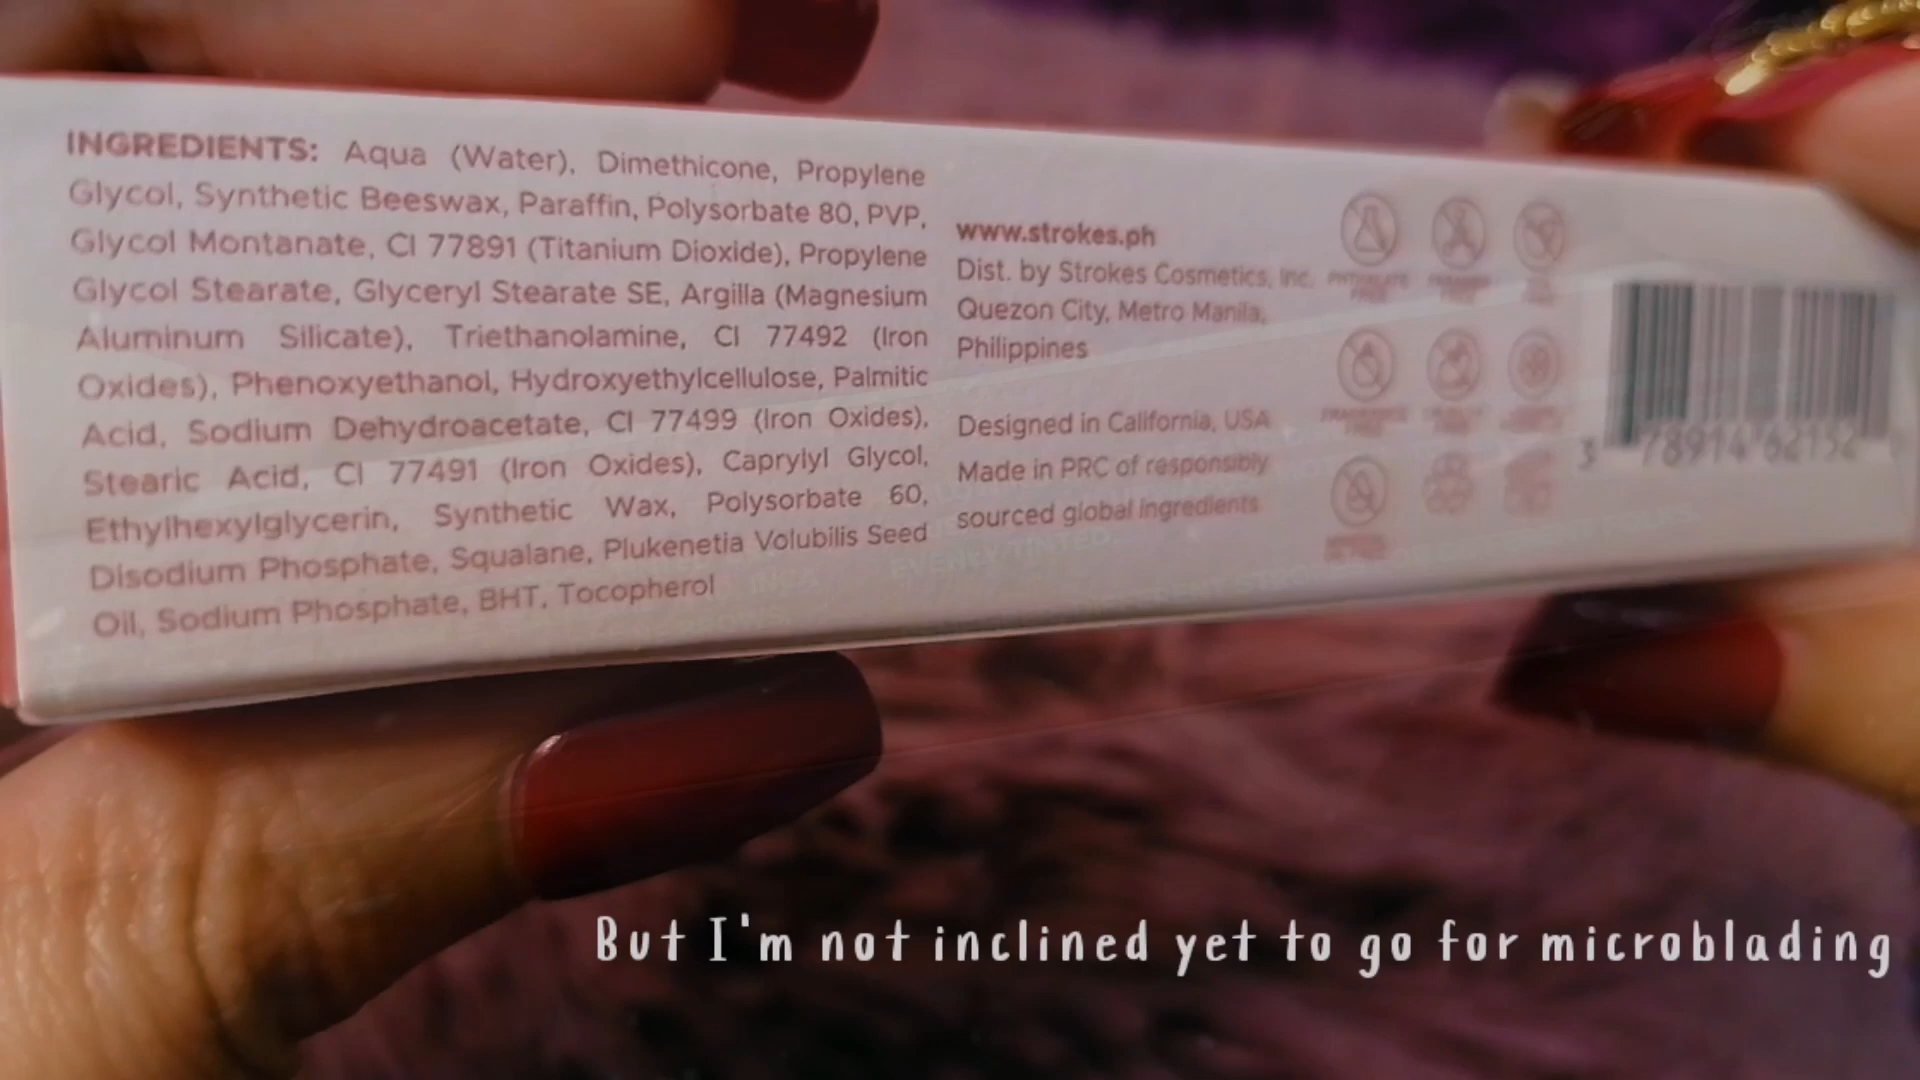 INGREDIENTS: Aqua (Water), Dimethicone, Propylene
Glycol, Synthetic Beeswax, Paraffin, Polysorbate 80, PVP,
Glycol Montanate, CI 77891 (Titanium Dioxide), Propylene
Glycol Stearate, Glyceryl Stearate SE, Argilla (Magnesium
Aluminum Silicate), Triethanolamine, CI 77492 (Iron
Oxides), Phenoxyethanol, Hydroxyethylcellulose, Palmitic
Acid, Sodium Dehydroacetate, CI 77499 (Iron Oxides),
Stearic Acid, CI 77491 (Iron Oxides), Caprylyl Glycol,
Ethylhexylglycerin, Synthetic Wax, Polysorbate 60,
Disodium Phosphate, Squalane, Plukenetia Volubilis Seed
Oil, Sodium Phosphate, BHT, Tocopherol
www.strokes.ph
Dist. by Strokes Cosmetics, Inc.
Quezon City, Metro Manila,
Philippines
Designed in California, USA
Made in PRC of responsibly
sourced global ingredients
EVENLY TINTED.
3 78914 62152
But I'm not inclined yet to go for microblading